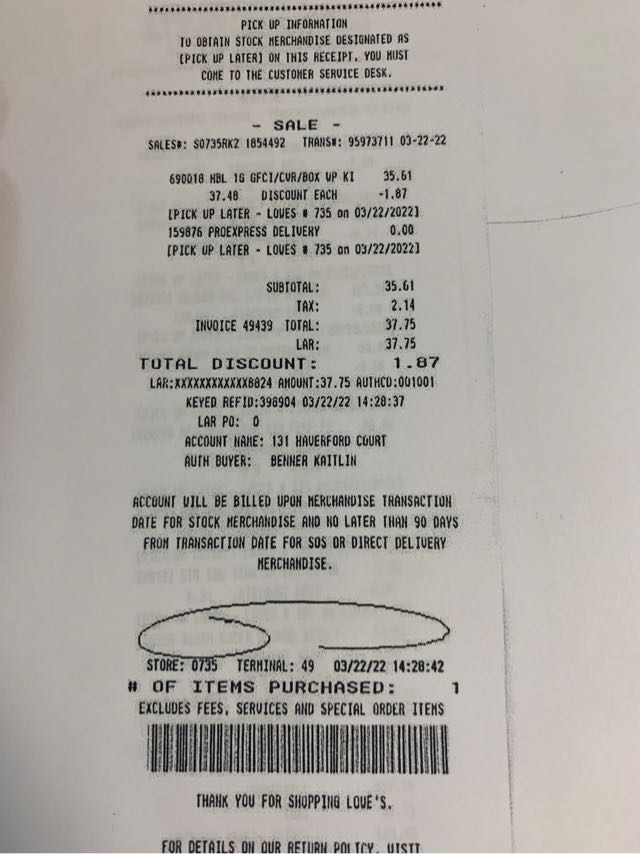 *****************************************
PICK UP INFORMATION
TO OBTAIN STOCK MERCHANDISE DESIGNATED AS
[PICK UP LATER] ON THIS RECEIPT, YOU MUST
COME TO THE CUSTOMER SERVICE DESK.
*****************************************
- SALE -
SALES#: S0735RK2 1854492 TRANS#: 95973711 03-22-22
690018 HBL 1G GFCI/CVR/BOX WP KI 35.61
37.48 DISCOUNT EACH -1.87
[PICK UP LATER - LOWES # 735 on 03/22/2022]
159876 PROEXPRESS DELIVERY 0.00
[PICK UP LATER - LOWES # 735 on 03/22/2022]
SUBTOTAL: 35.61
TAX: 2.14
INVOICE 49439 TOTAL: 37.75
LAR: 37.75
TOTAL DISCOUNT: 1.87
LAR:XXXXXXXXXXXX8824 AMOUNT:37.75 AUTHCD:001001
KEYED REFID:398904 03/22/22 14:28:37
LAR PO: 0
ACCOUNT NAME: 131 HAVERFORD COURT
AUTH BUYER: BENNER KAITLIN
ACCOUNT WILL BE BILLED UPON MERCHANDISE TRANSACTION
DATE FOR STOCK MERCHANDISE AND NO LATER THAN 90 DAYS
FROM TRANSACTION DATE FOR SOS OR DIRECT DELIVERY
MERCHANDISE.
STORE: 0735 TERMINAL: 49 03/22/22 14:28:42
# OF ITEMS PURCHASED: 1
EXCLUDES FEES, SERVICES AND SPECIAL ORDER ITEMS
THANK YOU FOR SHOPPING LOWE'S.
FOR DETAILS ON OUR RETURN POLICY, VISIT